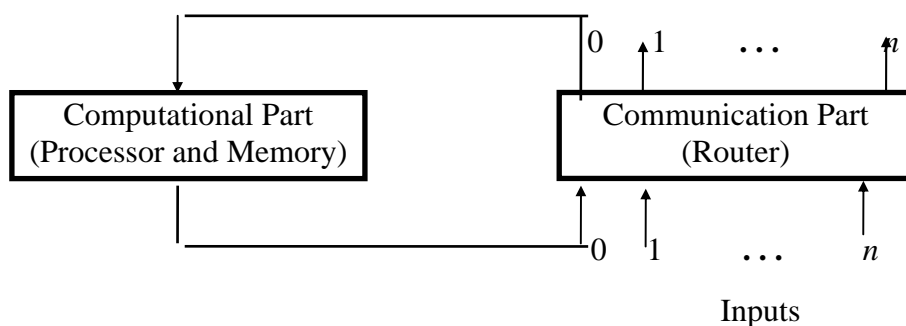 0 1 … n
Computational Part
(Processor and Memory)
Communication Part
(Router)
0 1 … n
Inputs